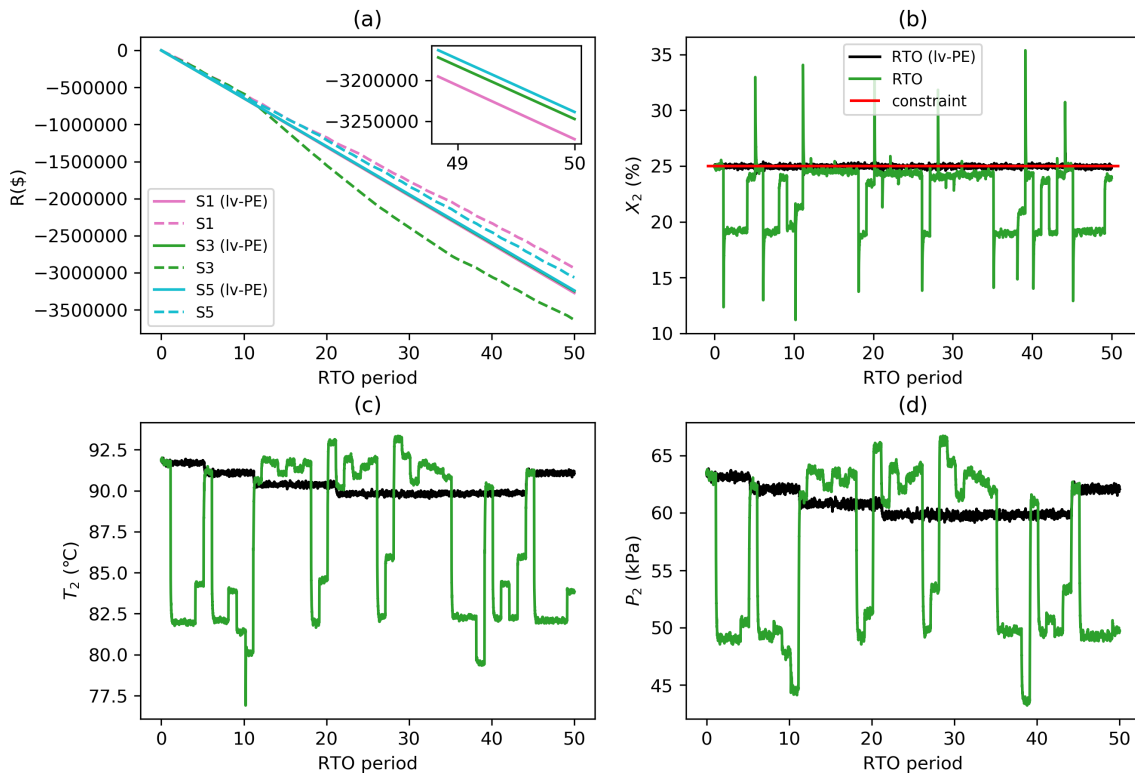 (a)
0
−500000
−1000000
−1500000
−2000000
−2500000
−3000000
−3500000
R($)
−3200000
−3250000
49 50
S1 (lv-PE)
S1
S3 (lv-PE)
S3
S5 (lv-PE)
S5
0 10 20 30 40 50
RTO period
(b)
35
30
25
20
15
10
X2 (%)
RTO (lv-PE)
RTO
constraint
0 10 20 30 40 50
RTO period
(c)
92.5
90.0
87.5
85.0
82.5
80.0
77.5
T2 (℃)
0 10 20 30 40 50
RTO period
(d)
65
60
55
50
45
P2 (kPa)
0 10 20 30 40 50
RTO period